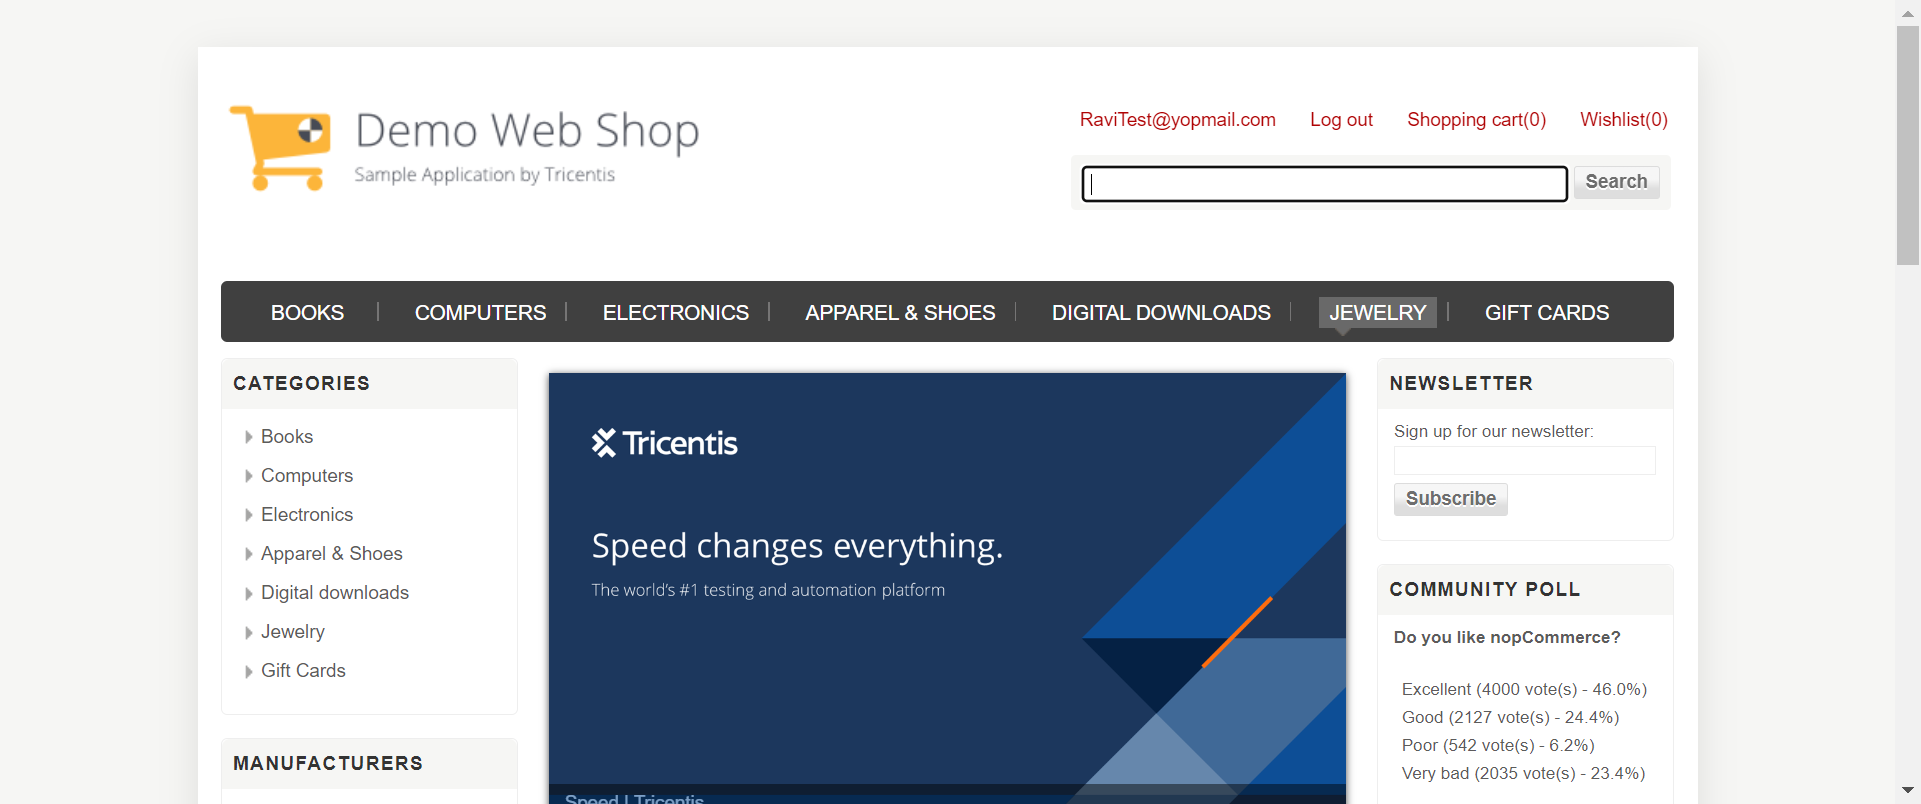 Demo Web Shop
Sample Application by Tricentis
RaviTest@yopmail.com Log out Shopping cart(0) Wishlist(0)
Search
BOOKS COMPUTERS ELECTRONICS APPAREL & SHOES DIGITAL DOWNLOADS JEWELRY GIFT CARDS
CATEGORIES
Books
Computers
Electronics
Apparel & Shoes
Digital downloads
Jewelry
Gift Cards
MANUFACTURERS
Tricentis
Speed changes everything.
The world's #1 testing and automation platform
Speed | Tricentis
NEWSLETTER
Sign up for our newsletter:
Subscribe
COMMUNITY POLL
Do you like nopCommerce?
Excellent (4000 vote(s) - 46.0%)
Good (2127 vote(s) - 24.4%)
Poor (542 vote(s) - 6.2%)
Very bad (2035 vote(s) - 23.4%)